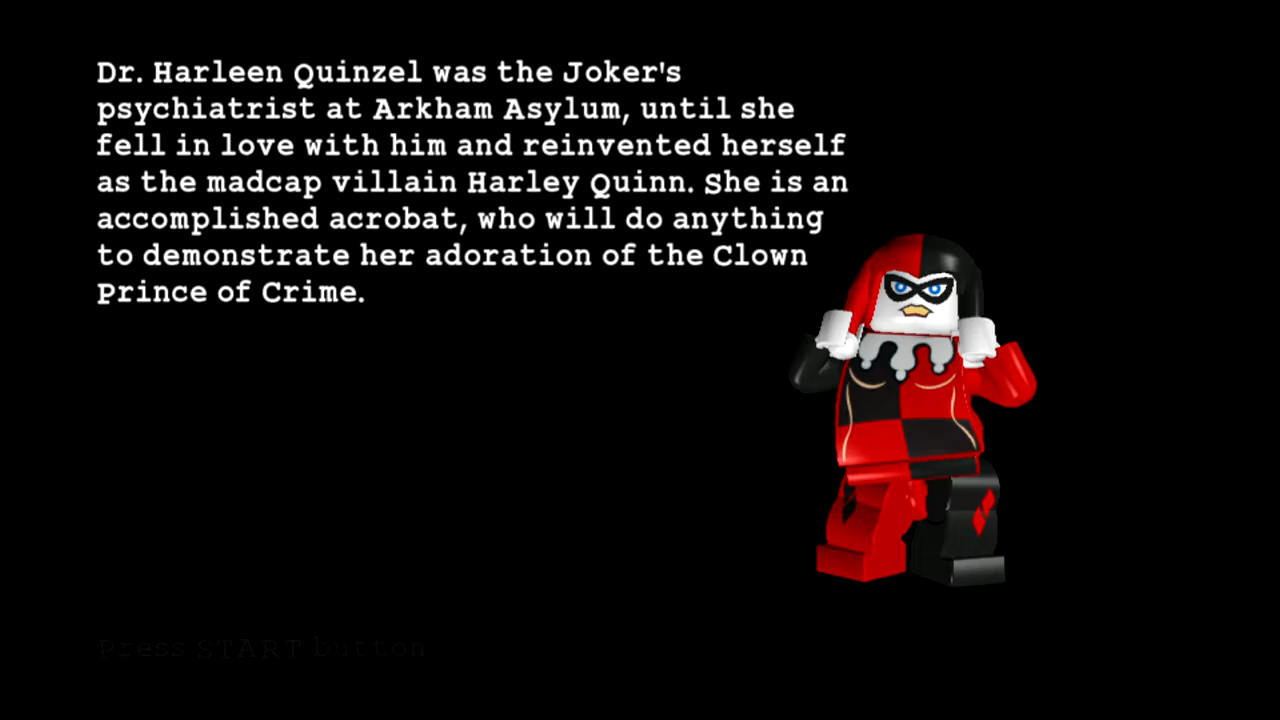 Dr. Harleen Quinzel was the Joker's
psychiatrist at Arkham Asylum, until she
fell in love with him and reinvented herself
as the madcap villain Harley Quinn. She is an
accomplished acrobat, who will do anything
to demonstrate her adoration of the Clown
Prince of Crime.
Press START button